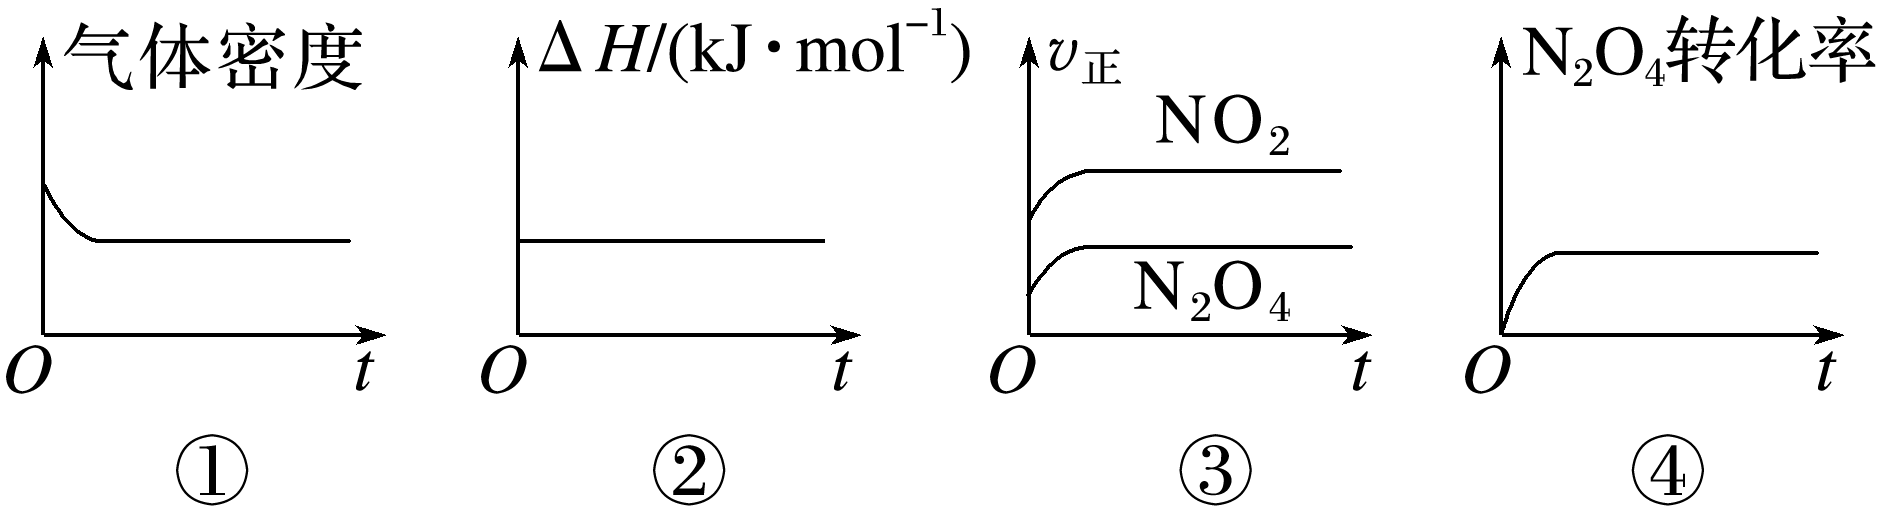 气体密度
O t
①
ΔH/(kJ·mol⁻¹)
O t
②
v正
NO₂
N₂O₄
O t
③
N₂O₄转化率
O t
④